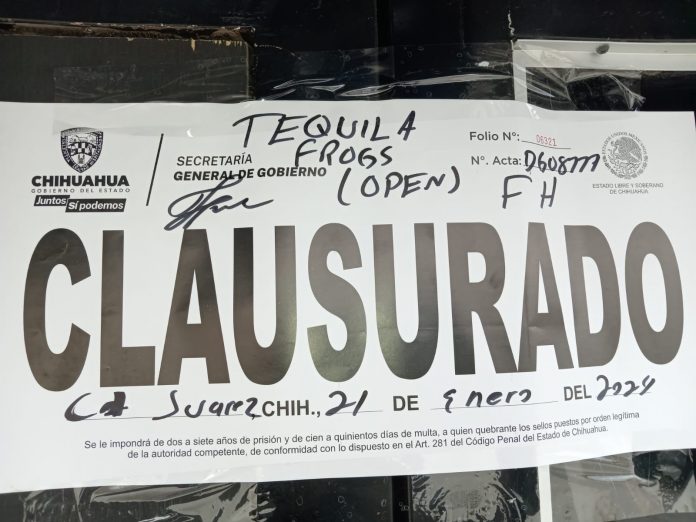 TEQUILA
FROGS
(OPEN)
FH
CHIHUAHUA
GOBIERNO DEL ESTADO
Juntos Sí podemos
SECRETARÍA
GENERAL DE GOBIERNO
Folio N°: 06321
N°. Acta:
ESTADO LIBRE Y SOBERANO
DE CHIHUAHUA.
CLAUSURADO
Cd Juarez, CHIH., 21 DE Enero DEL 2024
Se le impondrá de dos a siete años de prisión y de cien a quinientos días de multa, a quien quebrante los sellos puestos por orden legítima
de la autoridad competente, de conformidad con lo dispuesto en el Art. 281 del Código Penal del Estado de Chihuahua.